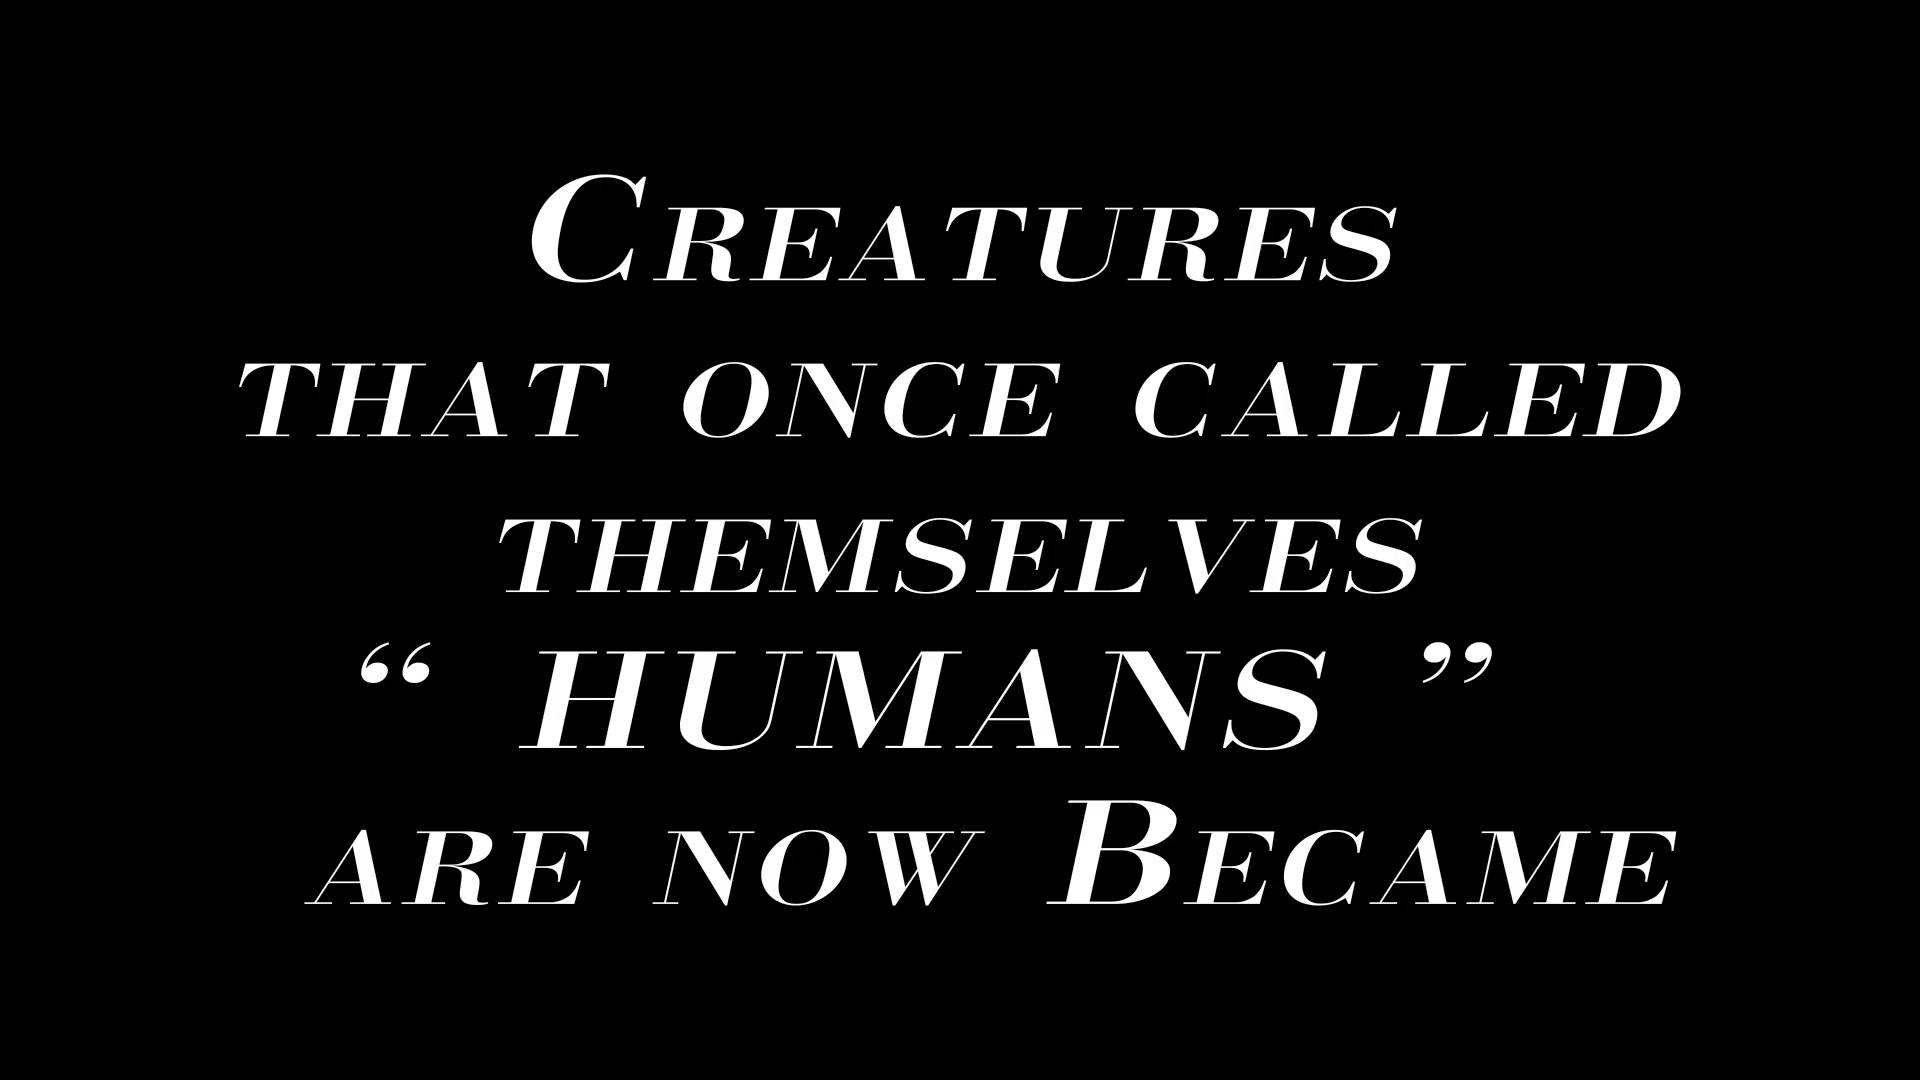 Creatures
that once called
themselves
“ humans ”
are now Became